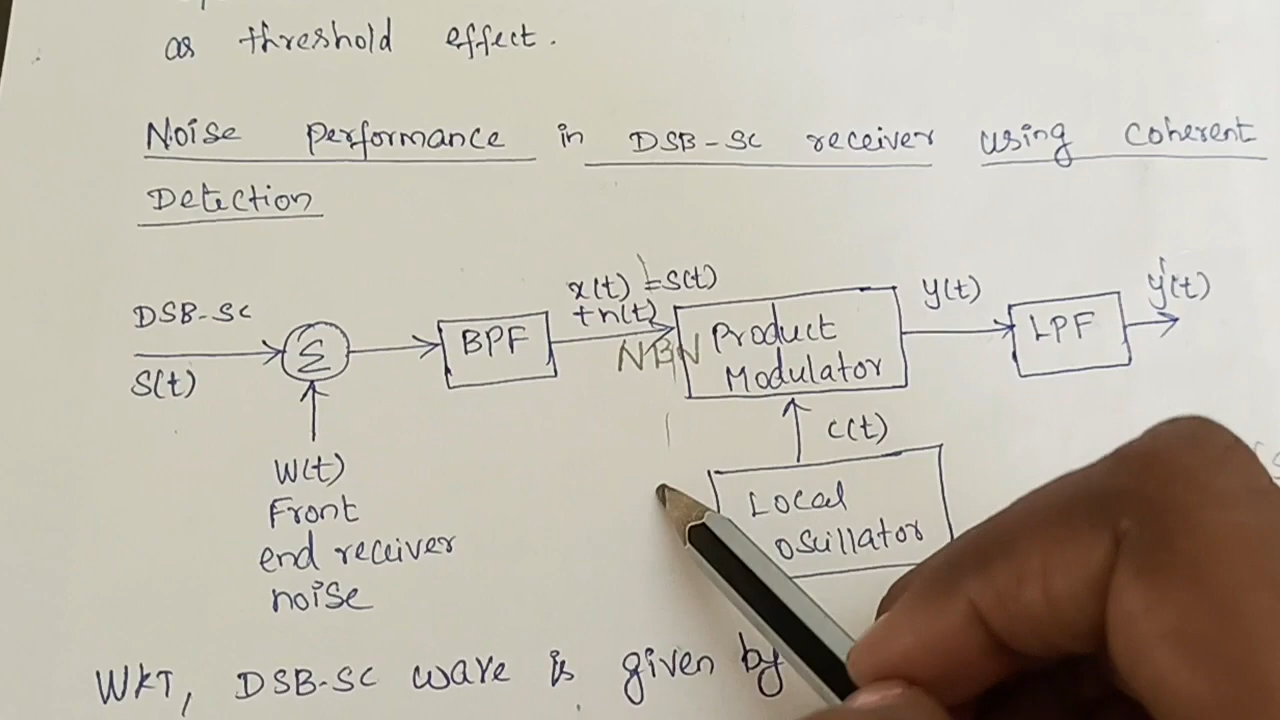 as threshold effect.
Noise performance in DSB-SC receiver using Coherent
Detection
DSB-SC
S(t)
Σ
W(t)
Front
end receiver
noise
BPF
x(t) = S(t)
+n(t)
NBN
Product
Modulator
C(t)
Local
oscillator
y(t)
LPF
y'(t)
WKT, DSB-SC wave is given by